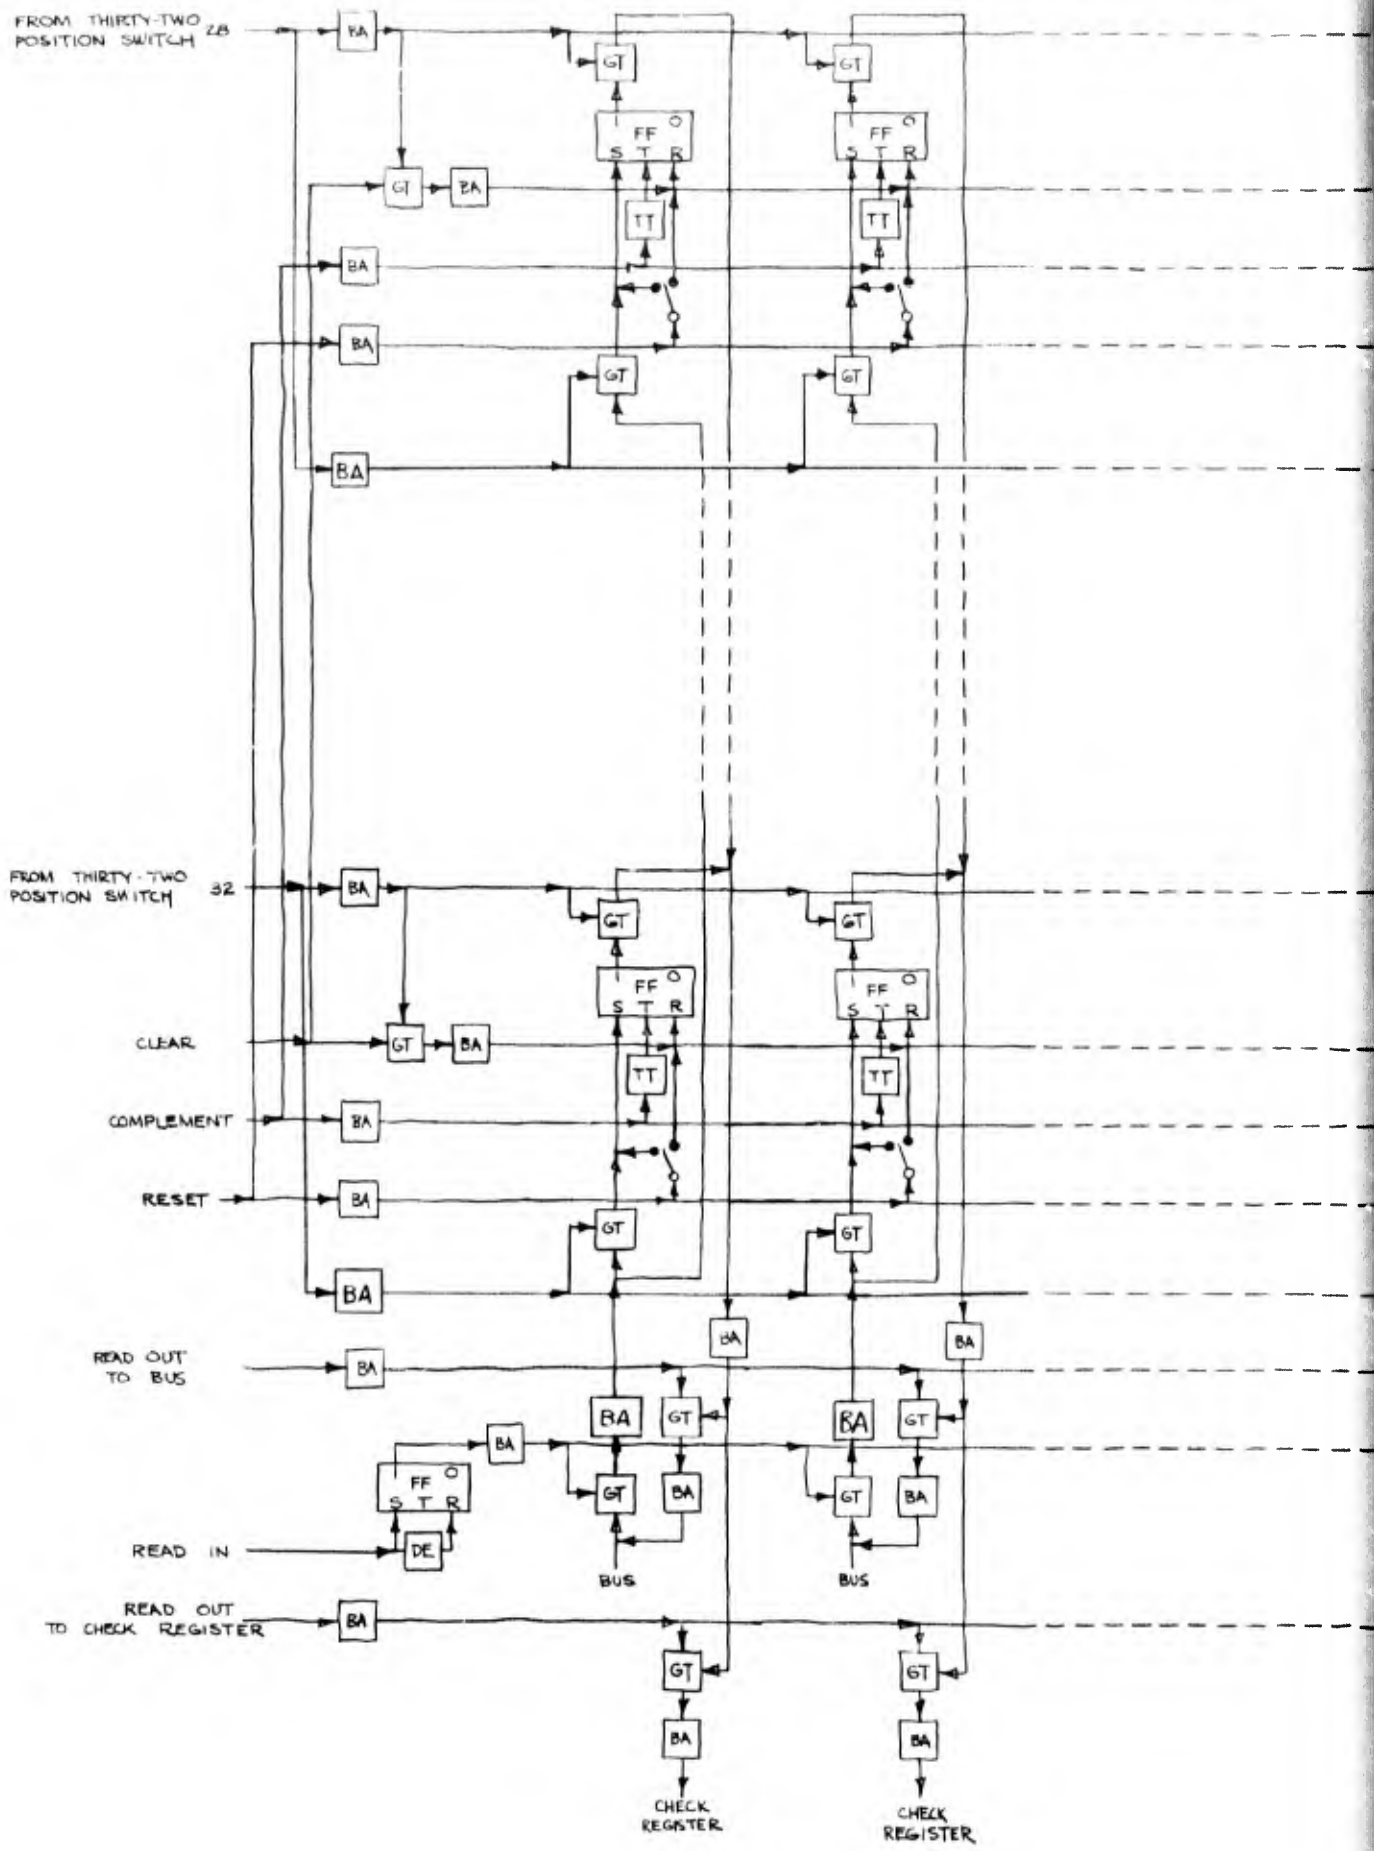 FROM THIRTY-TWO
POSITION SWITCH 28
BA
GT
GT
FF O
S T R
FF O
S T R
GT
BA
TT
TT
BA
BA
GT
GT
BA
FROM THIRTY-TWO
POSITION SWITCH 32
BA
GT
GT
FF O
S T R
FF O
S T R
CLEAR
GT
BA
TT
TT
COMPLEMENT
BA
RESET
BA
GT
GT
BA
BA
BA
READ OUT
TO BUS
BA
BA
GT
BA
GT
BA
FF O
S T R
GT
BA
GT
BA
READ IN
DE
BUS
BUS
READ OUT
TO CHECK REGISTER
BA
GT
GT
BA
BA
CHECK
REGISTER
CHECK
REGISTER